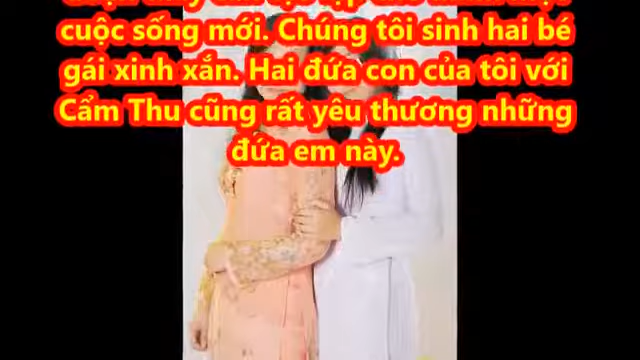 cuộc sống mới. Chúng tôi sinh hai bé
gái xinh xắn. Hai đứa con của tôi với
Cẩm Thu cũng rất yêu thương những
đứa em này.